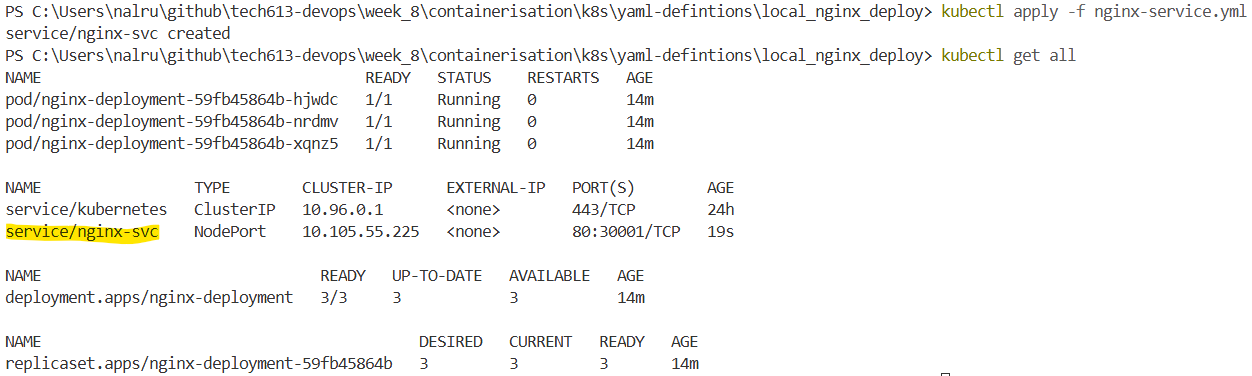 PS C:\Users\nalru\github\tech613-devops\week_8\containerisation\k8s\yaml-defintions\local_nginx_deploy> kubectl apply -f nginx-service.yml
service/nginx-svc created
PS C:\Users\nalru\github\tech613-devops\week_8\containerisation\k8s\yaml-defintions\local_nginx_deploy> kubectl get all
NAME READY STATUS RESTARTS AGE
pod/nginx-deployment-59fb45864b-hjwdc 1/1 Running 0 14m
pod/nginx-deployment-59fb45864b-nrdmv 1/1 Running 0 14m
pod/nginx-deployment-59fb45864b-xqnz5 1/1 Running 0 14m
NAME TYPE CLUSTER-IP EXTERNAL-IP PORT(S) AGE
service/kubernetes ClusterIP 10.96.0.1 <none> 443/TCP 24h
service/nginx-svc NodePort 10.105.55.225 <none> 80:30001/TCP 19s
NAME READY UP-TO-DATE AVAILABLE AGE
deployment.apps/nginx-deployment 3/3 3 3 14m
NAME DESIRED CURRENT READY AGE
replicaset.apps/nginx-deployment-59fb45864b 3 3 3 14m